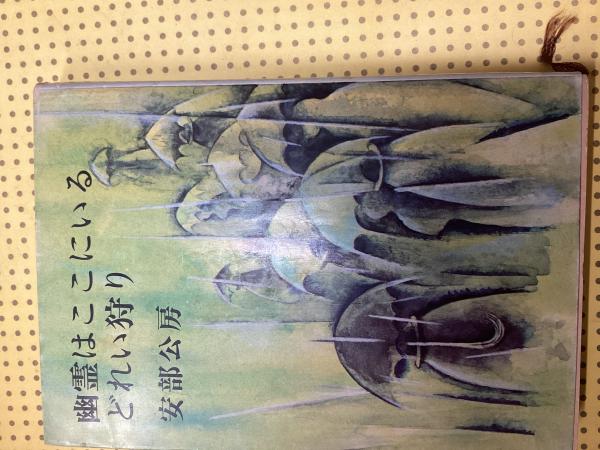 幽霊はここにいる
どれい狩り
安部公房